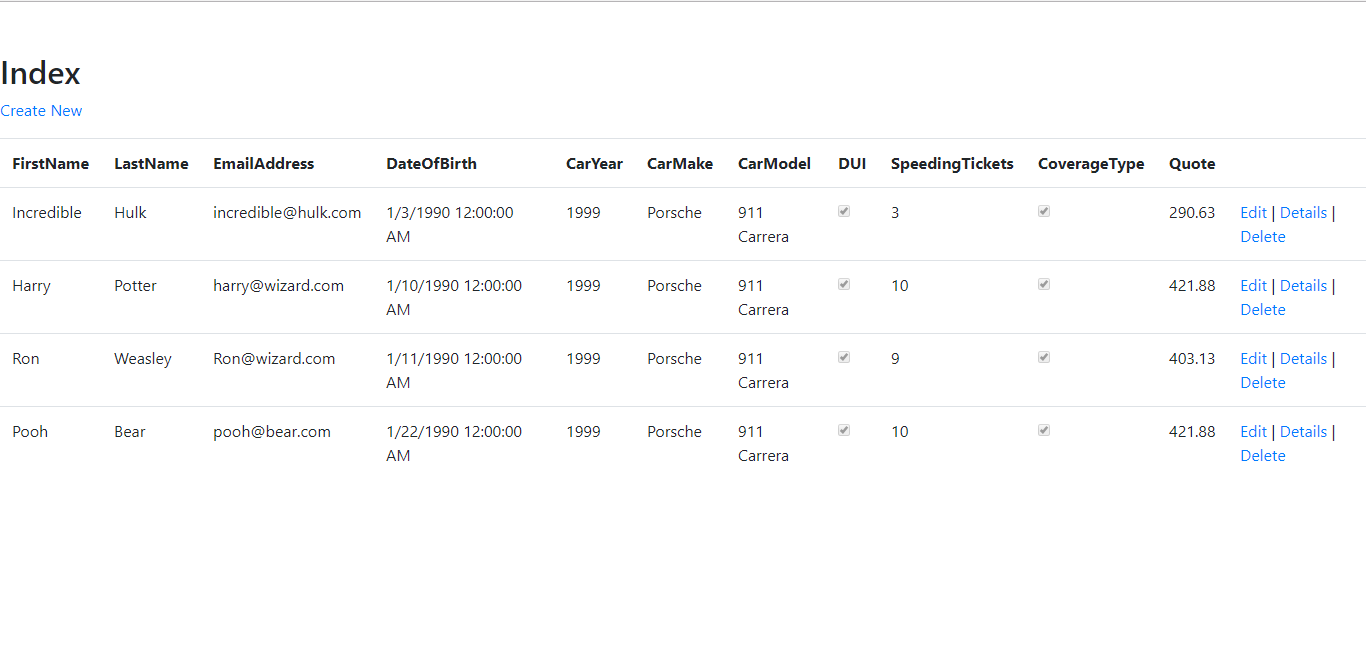 Index
Create New
FirstName LastName EmailAddress DateOfBirth CarYear CarMake CarModel DUI SpeedingTickets CoverageType Quote
Incredible Hulk incredible@hulk.com 1/3/1990 12:00:00 1999 Porsche 911 3 290.63 Edit | Details |
AM Carrera Delete
Harry Potter harry@wizard.com 1/10/1990 12:00:00 1999 Porsche 911 10 421.88 Edit | Details |
AM Carrera Delete
Ron Weasley Ron@wizard.com 1/11/1990 12:00:00 1999 Porsche 911 9 403.13 Edit | Details |
AM Carrera Delete
Pooh Bear pooh@bear.com 1/22/1990 12:00:00 1999 Porsche 911 10 421.88 Edit | Details |
AM Carrera Delete